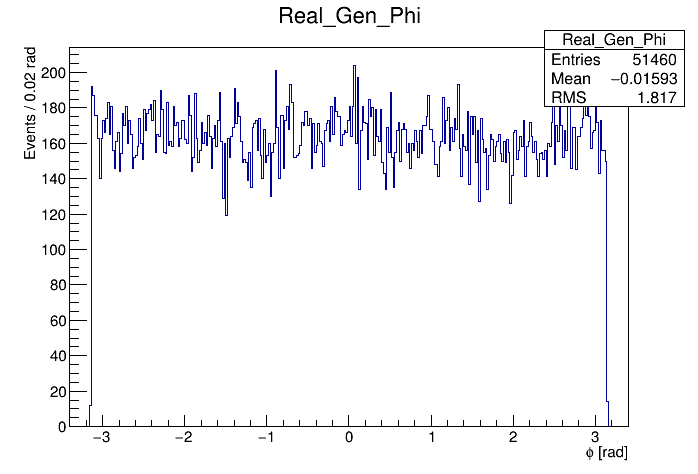 Real_Gen_Phi
Real_Gen_Phi
Entries 51460
Mean −0.01593
RMS 1.817
Events / 0.02 rad
200
180
160
140
120
100
80
60
40
20
0
−3 −2 −1 0 1 2 3
ϕ [rad]